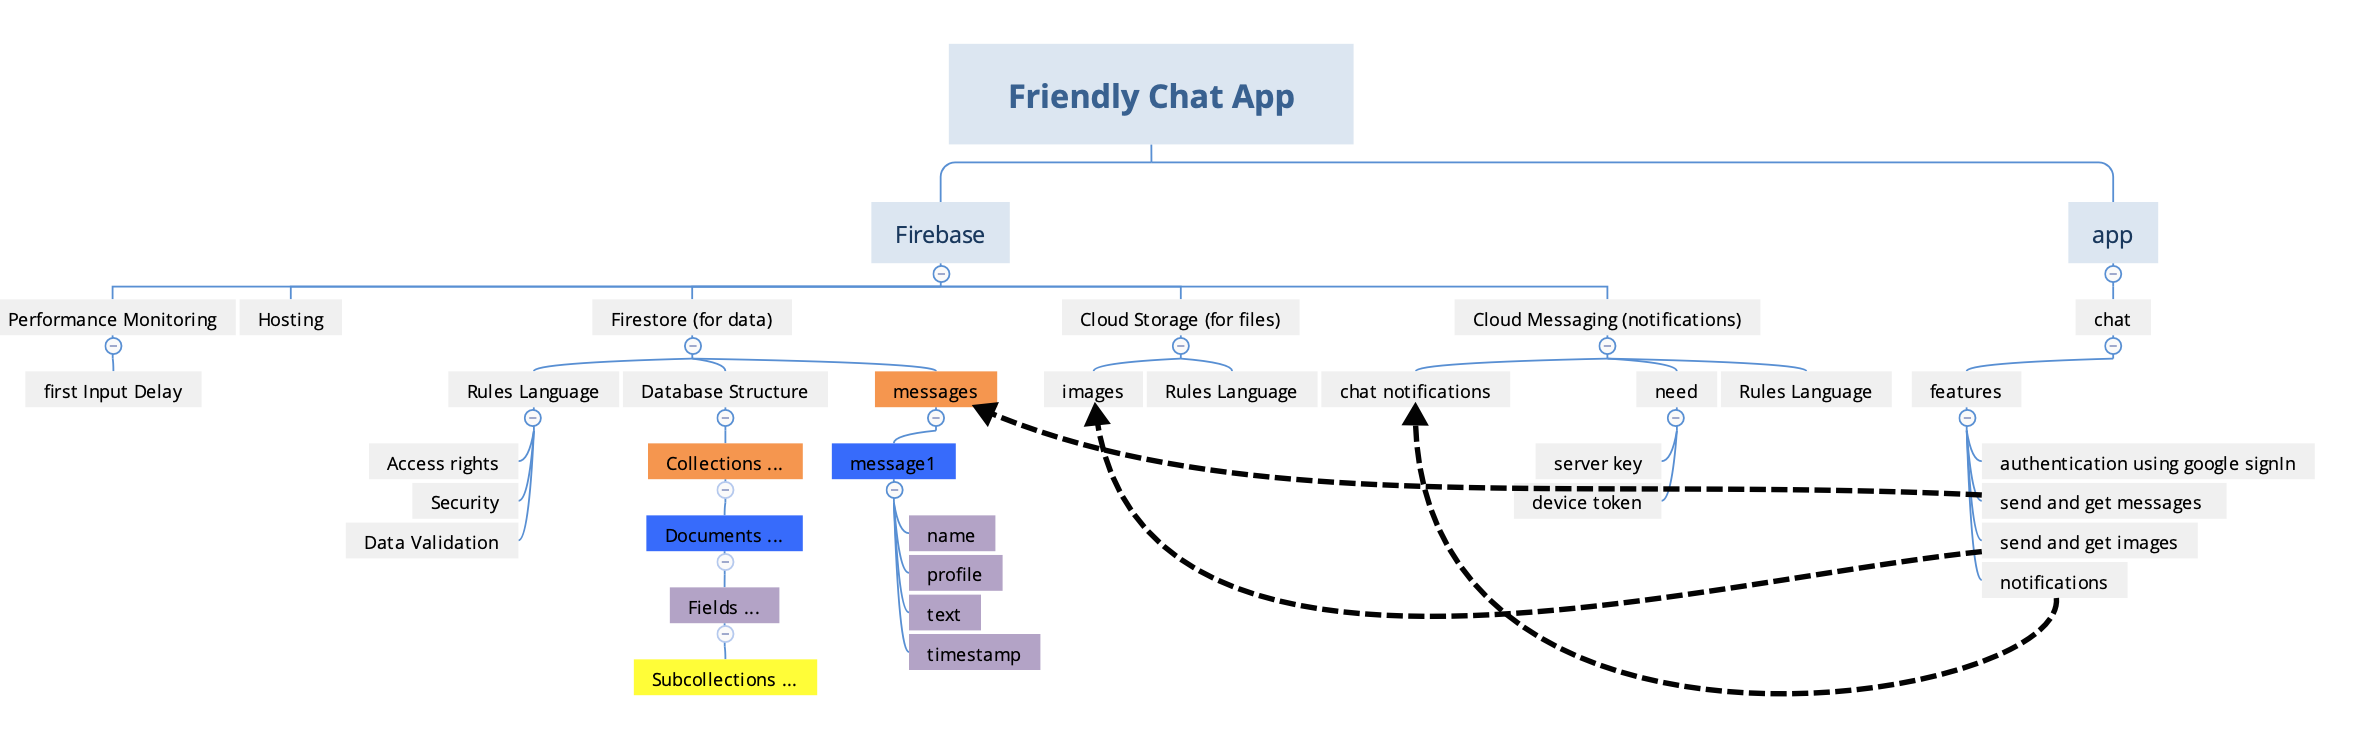 Friendly Chat App
Firebase
app
Performance Monitoring
Hosting
Firestore (for data)
Cloud Storage (for files)
Cloud Messaging (notifications)
chat
first Input Delay
Rules Language
Database Structure
messages
images
Rules Language
chat notifications
need
Rules Language
features
Access rights
Security
Data Validation
Collections ...
Documents ...
Fields ...
Subcollections ...
message1
name
profile
text
timestamp
server key
device token
authentication using google signIn
send and get messages
send and get images
notifications